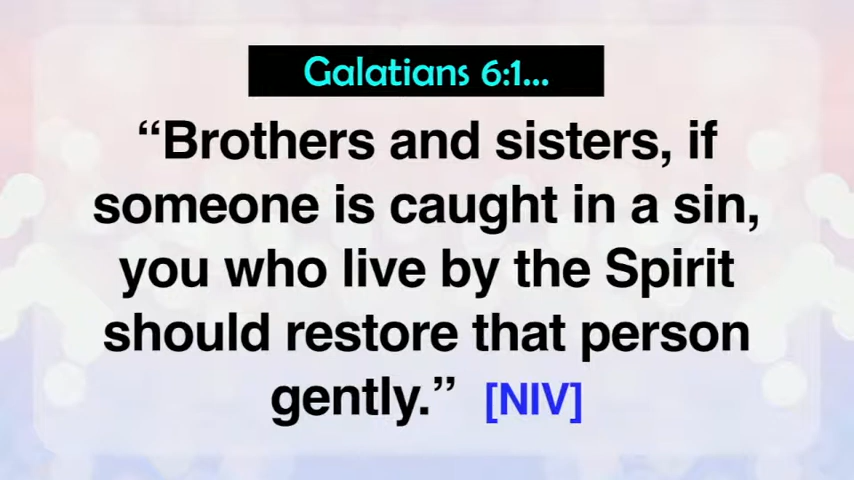 Galatians 6:1...
“Brothers and sisters, if
someone is caught in a sin,
you who live by the Spirit
should restore that person
gently.” [NIV]